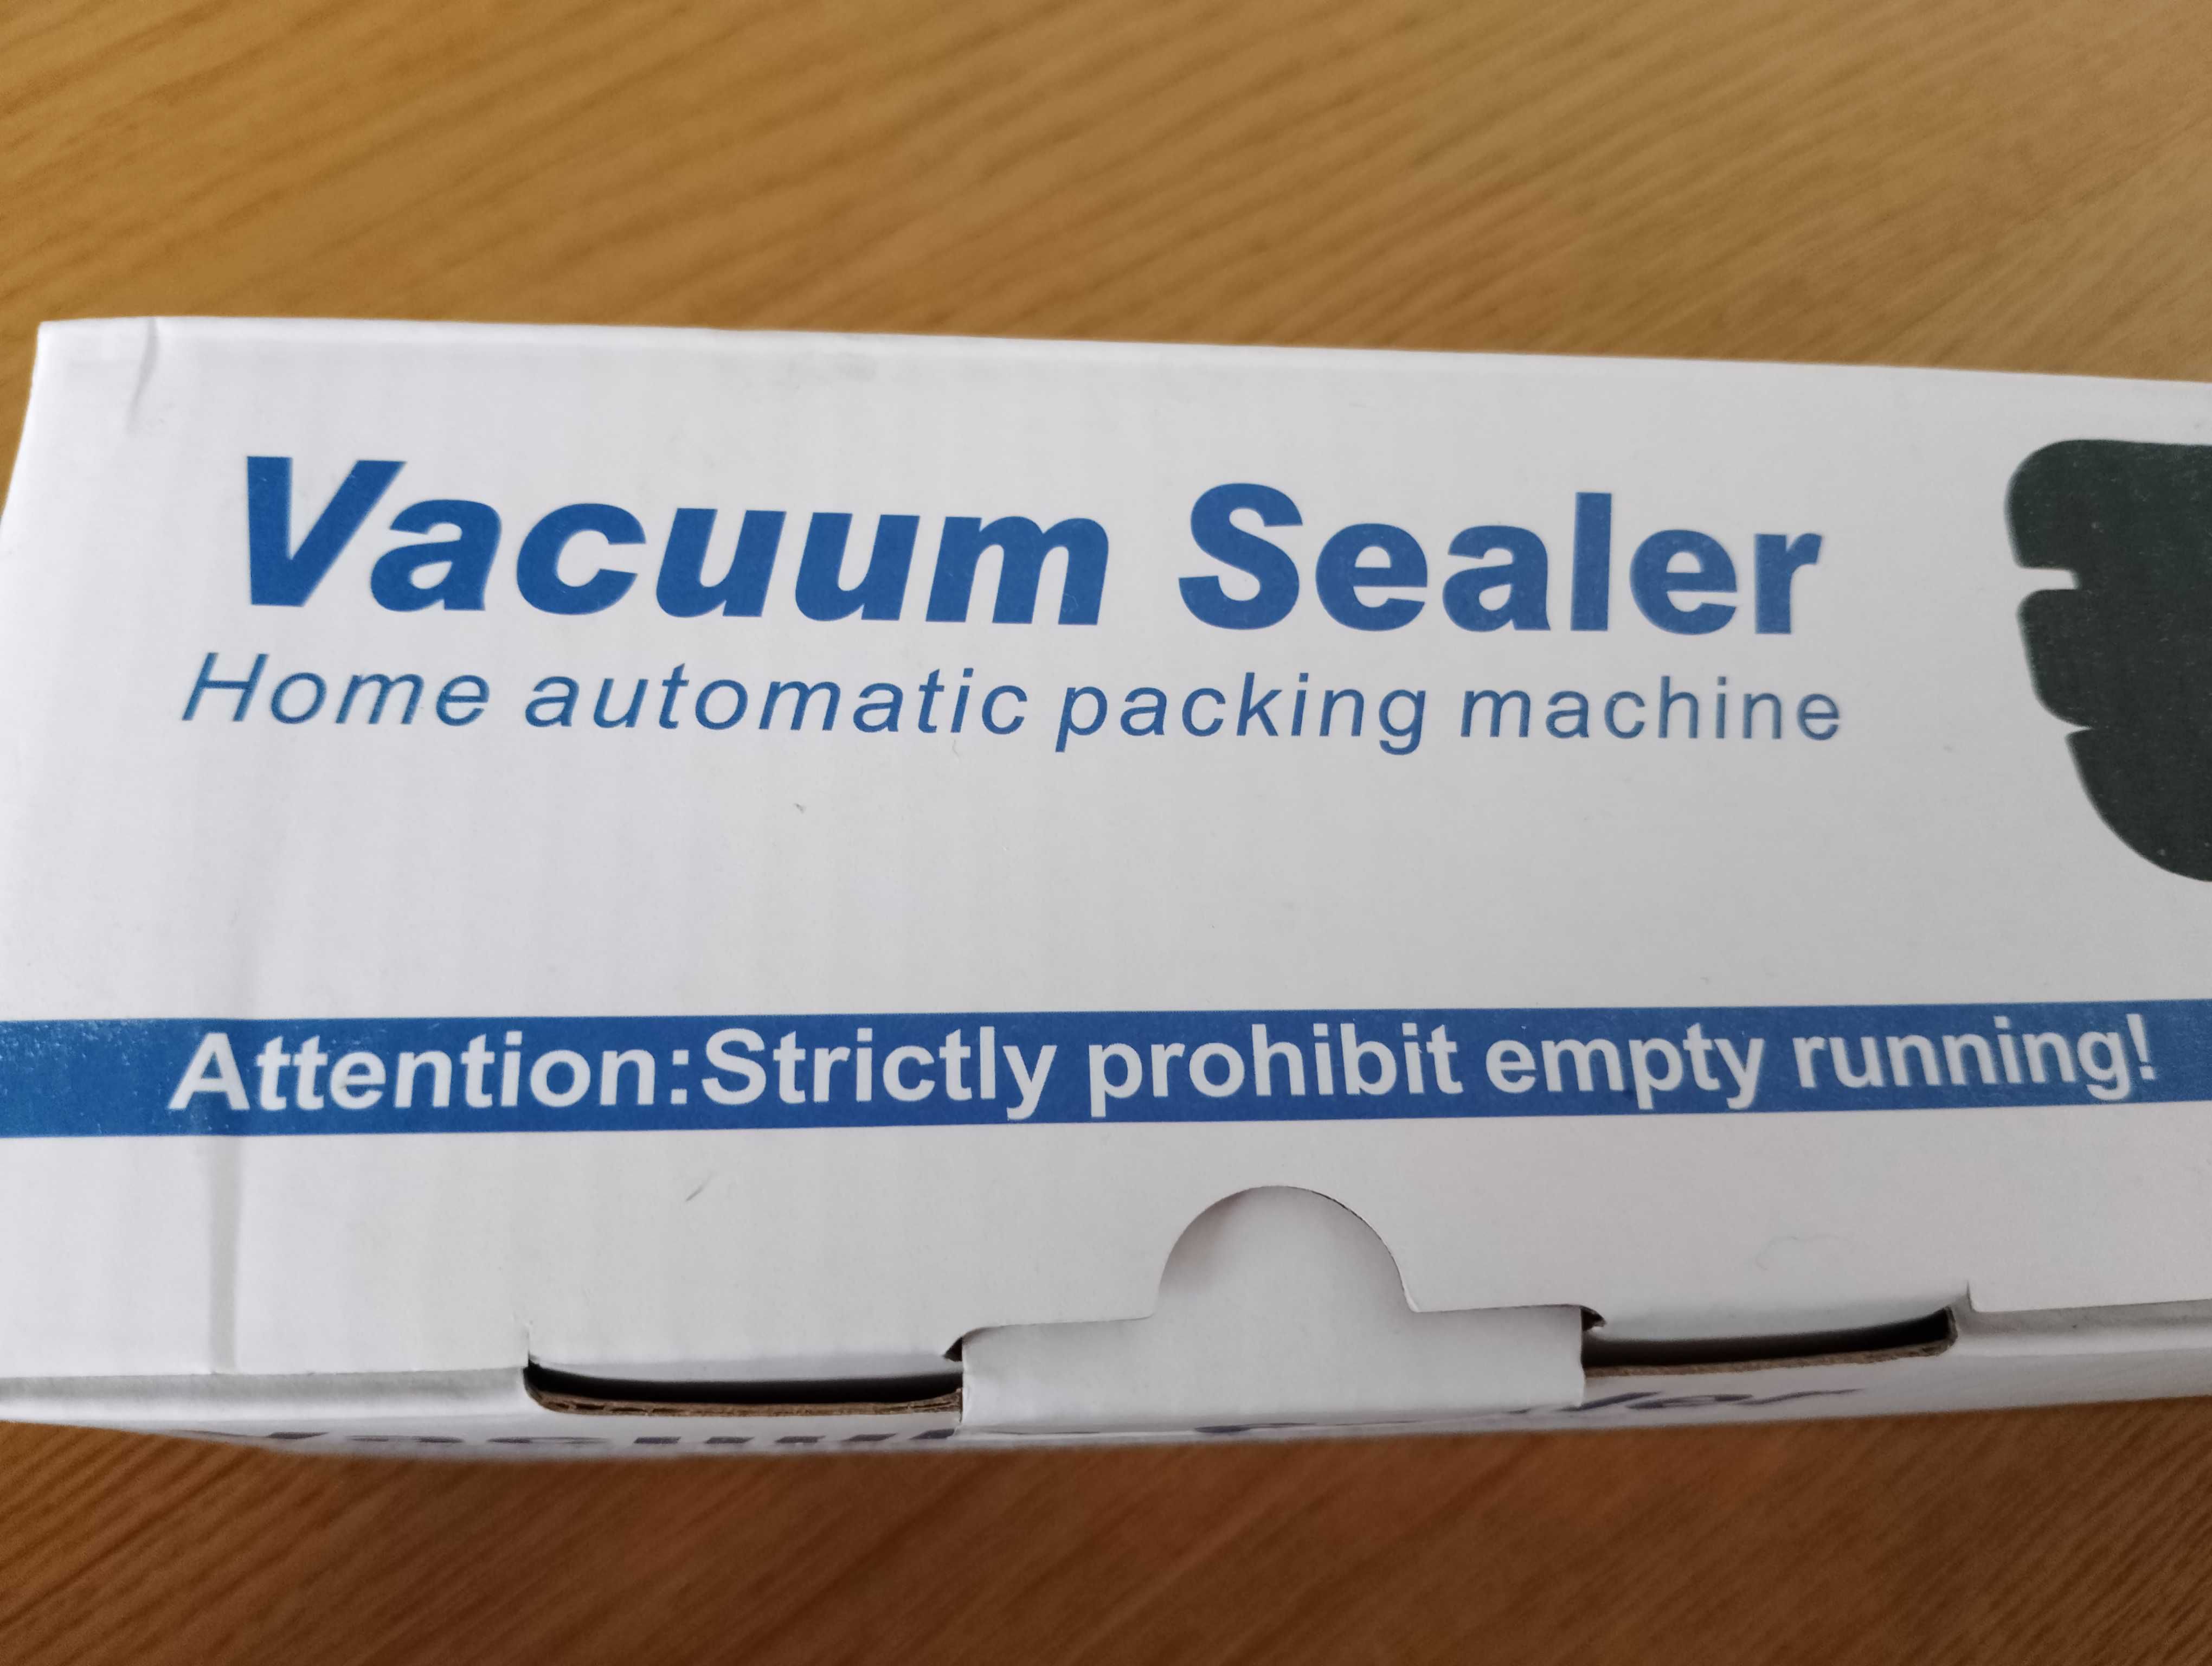 Vacuum Sealer
Home automatic packing machine
Attention:Strictly prohibit empty running!